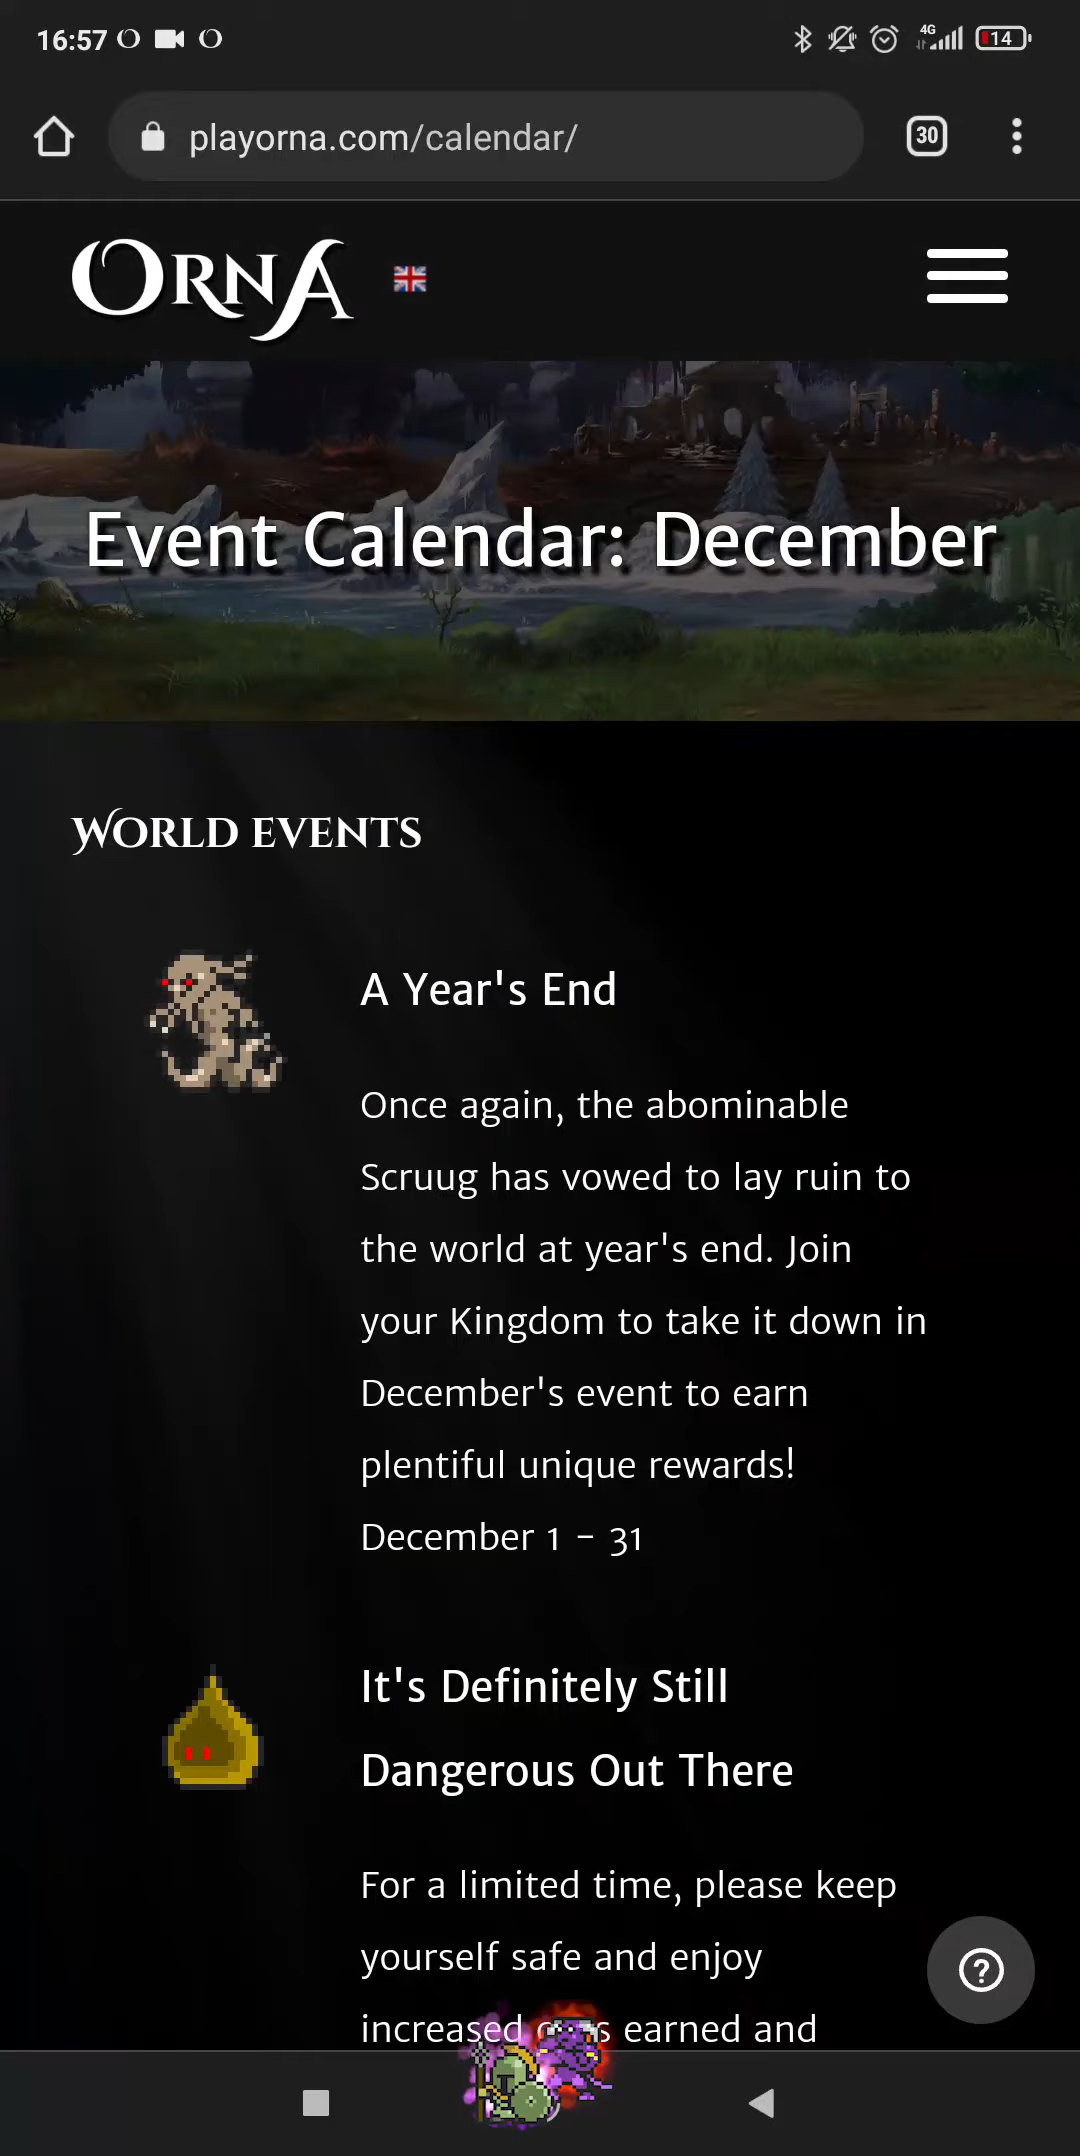 16:57
4G
14
playorna.com/calendar/
30
ORNA
Event Calendar: December
WORLD EVENTS
A Year's End
Once again, the abominable
Scruug has vowed to lay ruin to
the world at year's end. Join
your Kingdom to take it down in
December's event to earn
plentiful unique rewards!
December 1 - 31
It's Definitely Still
Dangerous Out There
For a limited time, please keep
yourself safe and enjoy
increased earned and